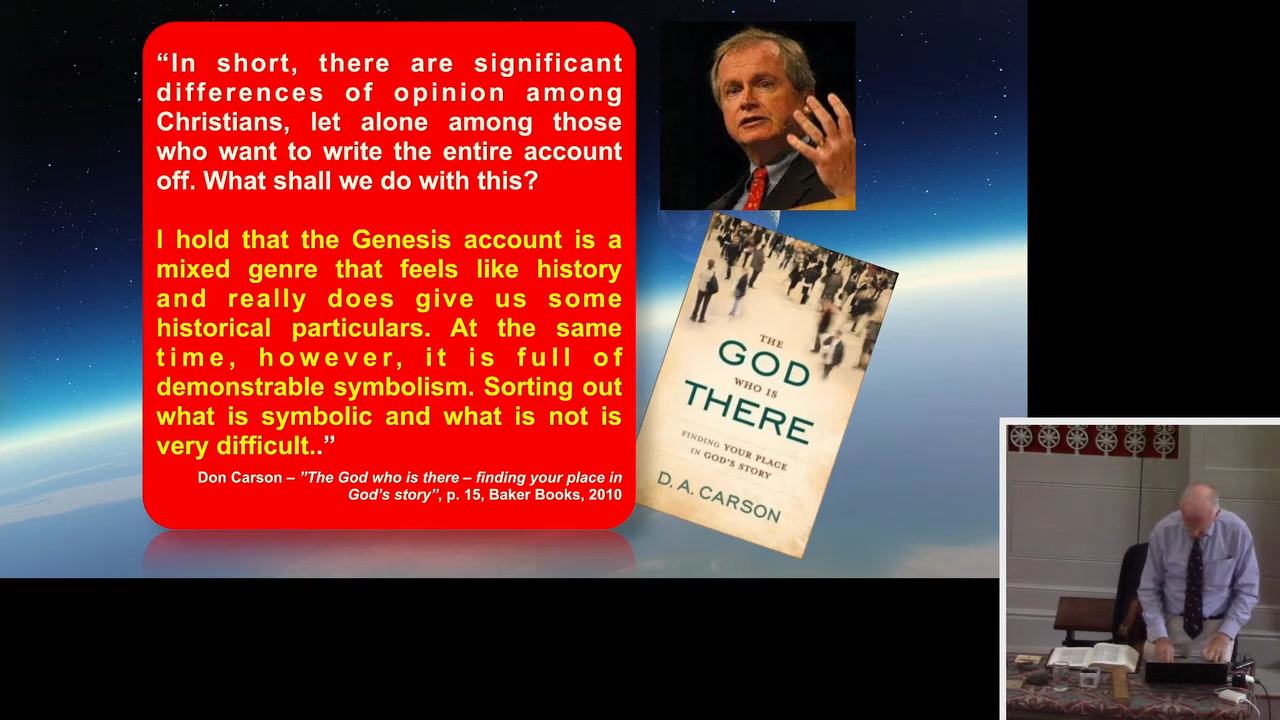 “In short, there are significant
differences of opinion among
Christians, let alone among those
who want to write the entire account
off. What shall we do with this?
I hold that the Genesis account is a
mixed genre that feels like history
and really does give us some
historical particulars. At the same
time, however, it is full of
demonstrable symbolism. Sorting out
what is symbolic and what is not is
very difficult..”
Don Carson – ”The God who is there – finding your place in
God’s story”, p. 15, Baker Books, 2010
THE
GOD
WHO IS
THERE
FINDING YOUR PLACE
IN GOD'S STORY
D. A. CARSON